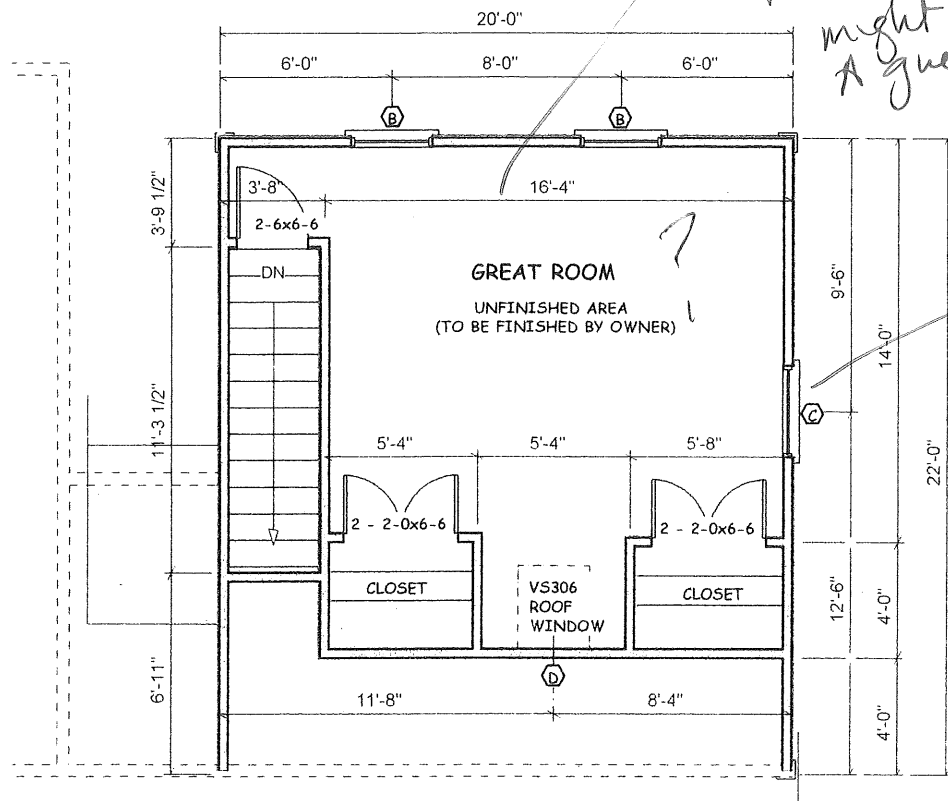 20'-0"
might
A
6'-0"
8'-0"
6'-0"
B
B
3'-8"
16'-4"
3'-9 1/2"
2-6x6-6
?
DN
GREAT ROOM
UNFINISHED AREA
(TO BE FINISHED BY OWNER)
9'-6"
14'-0"
11'-3 1/2"
C
5'-4"
5'-4"
5'-8"
22'-0"
2 - 2-0x6-6
2 - 2-0x6-6
CLOSET
VS306
ROOF
WINDOW
CLOSET
12'-6"
4'-0"
6'-11"
D
11'-8"
8'-4"
4'-0"